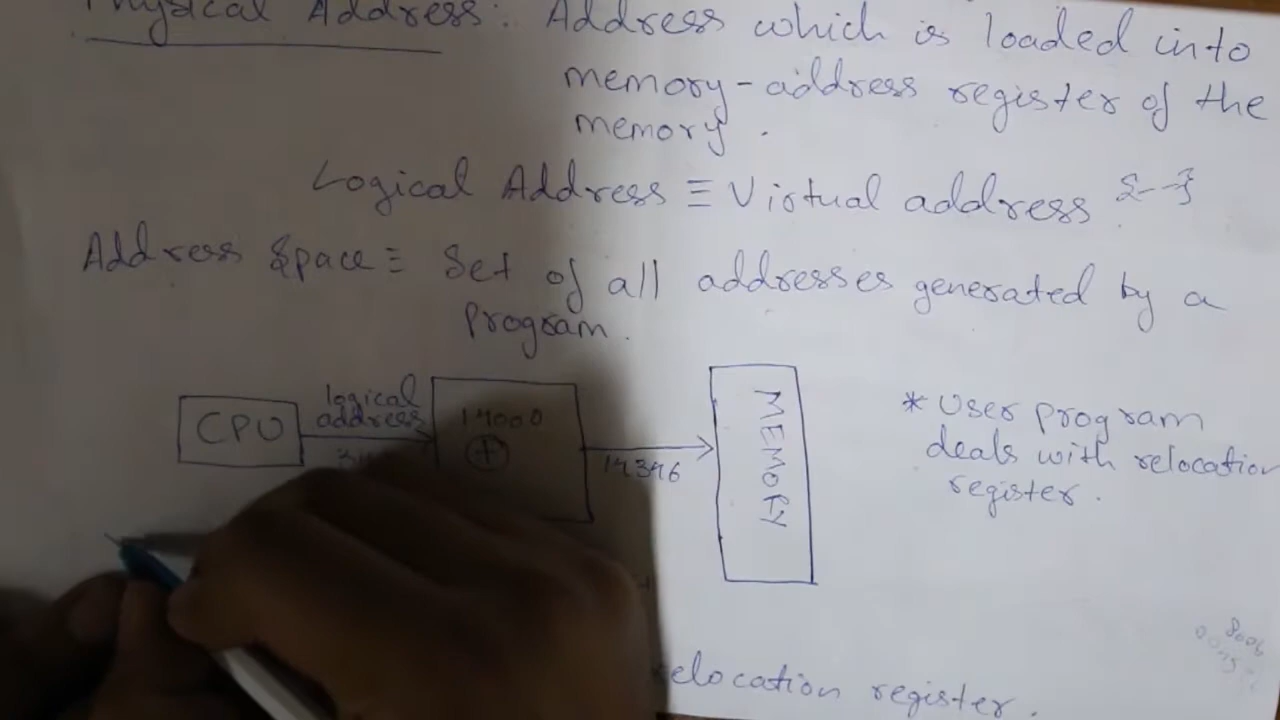 Physical Address : Address which is loaded into
memory-address register of the
memory.
Logical Address ≡ Virtual address {--}
Address Space ≡ Set of all addresses generated by a
program.
logical
address
CPU
14000
+
14346
MEMORY
* User program
deals with relocation
register.
relocation register.